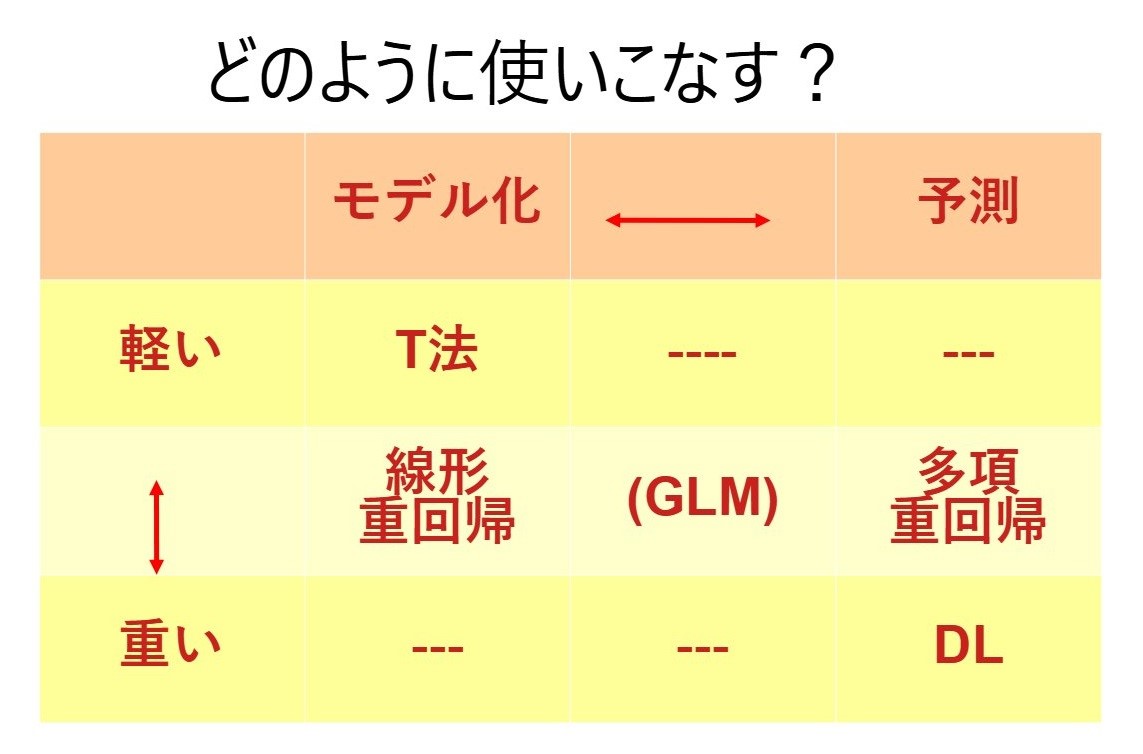 どのように使いこなす？
モデル化
予測
軽い
T法
----
---
線形
重回帰
(GLM)
多項
重回帰
重い
---
---
DL